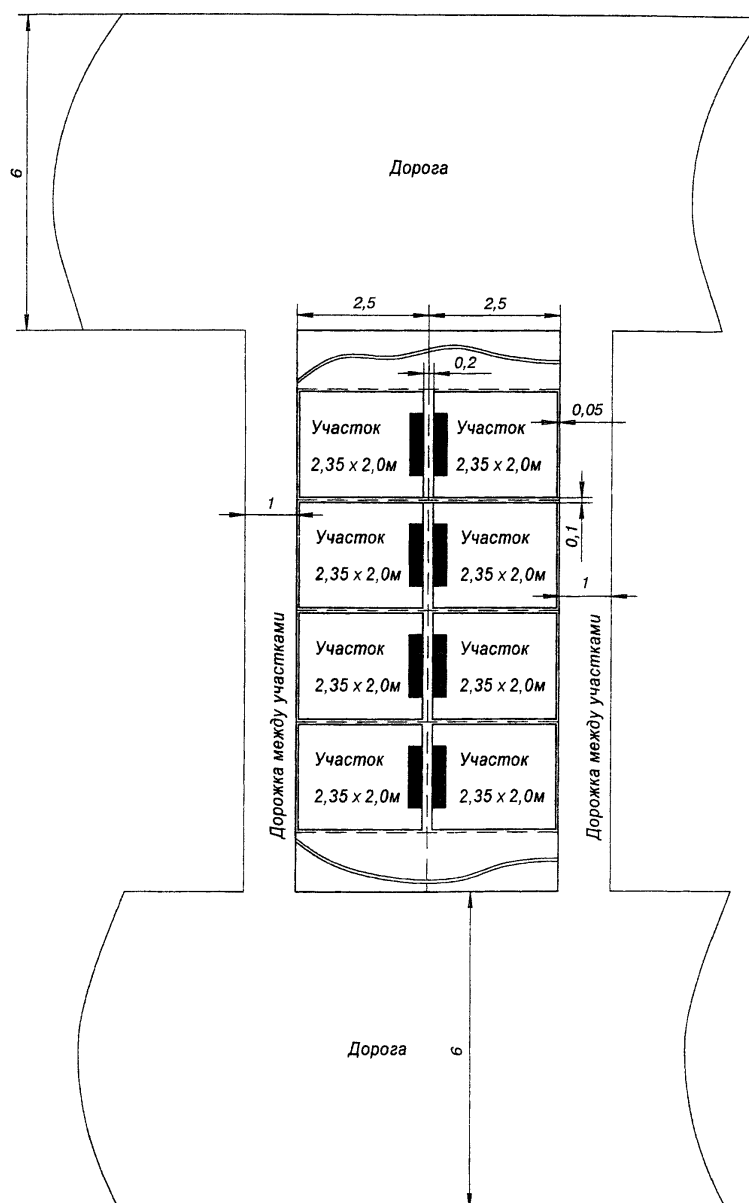 6
Дорога
2,5 2,5
0,2
0,05
Участок Участок
2,35 x 2,0м 2,35 x 2,0м
1
0,1
Участок Участок
2,35 x 2,0м 2,35 x 2,0м
1
Дорожка между участками
Дорожка между участками
Участок Участок
2,35 x 2,0м 2,35 x 2,0м
Участок Участок
2,35 x 2,0м 2,35 x 2,0м
Дорога
6